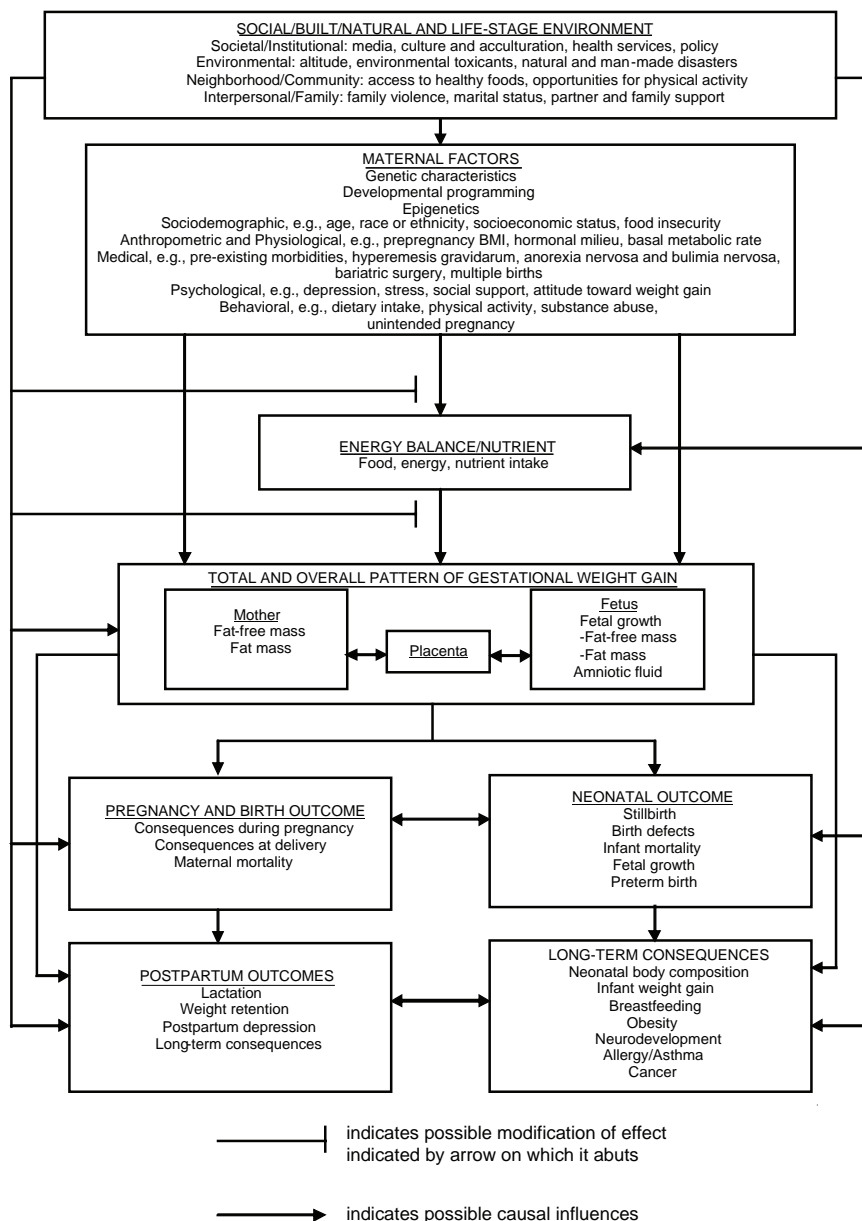 SOCIAL/BUILT/NATURAL AND LIFE-STAGE ENVIRONMENT
Societal/Institutional: media, culture and acculturation, health services, policy
Environmental: altitude, environmental toxicants, natural and man-made disasters
Neighborhood/Community: access to healthy foods, opportunities for physical activity
Interpersonal/Family: family violence, marital status, partner and family support
MATERNAL FACTORS
Genetic characteristics
Developmental programming
Epigenetics
Sociodemographic, e.g., age, race or ethnicity, socioeconomic status, food insecurity
Anthropometric and Physiological, e.g., prepregnancy BMI, hormonal milieu, basal metabolic rate
Medical, e.g., pre-existing morbidities, hyperemesis gravidarum, anorexia nervosa and bulimia nervosa,
bariatric surgery, multiple births
Psychological, e.g., depression, stress, social support, attitude toward weight gain
Behavioral, e.g., dietary intake, physical activity, substance abuse,
unintended pregnancy
ENERGY BALANCE/NUTRIENT
Food, energy, nutrient intake
TOTAL AND OVERALL PATTERN OF GESTATIONAL WEIGHT GAIN
Mother
Fat-free mass
Fat mass
Placenta
Fetus
Fetal growth
-Fat-free mass
-Fat mass
Amniotic fluid
PREGNANCY AND BIRTH OUTCOME
Consequences during pregnancy
Consequences at delivery
Maternal mortality
NEONATAL OUTCOME
Stillbirth
Birth defects
Infant mortality
Fetal growth
Preterm birth
POSTPARTUM OUTCOMES
Lactation
Weight retention
Postpartum depression
Long-term consequences
LONG-TERM CONSEQUENCES
Neonatal body composition
Infant weight gain
Breastfeeding
Obesity
Neurodevelopment
Allergy/Asthma
Cancer
indicates possible modification of effect
indicated by arrow on which it abuts
indicates possible causal influences